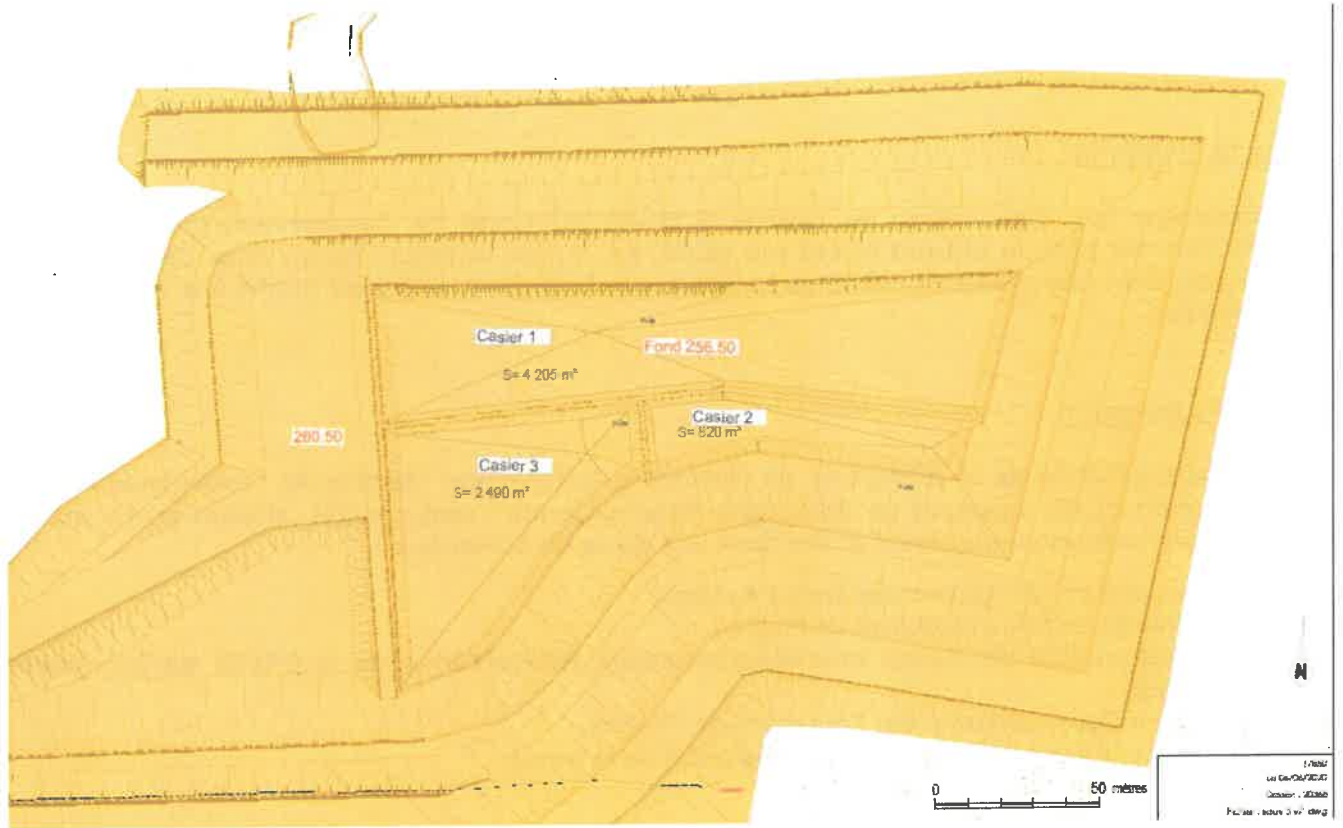 Casier 1
Fond 256.50
S= 4 205 m²
Casier 2
S= 820 m²
260.50
Casier 3
S= 2 490 m²
N
0
50 mètres